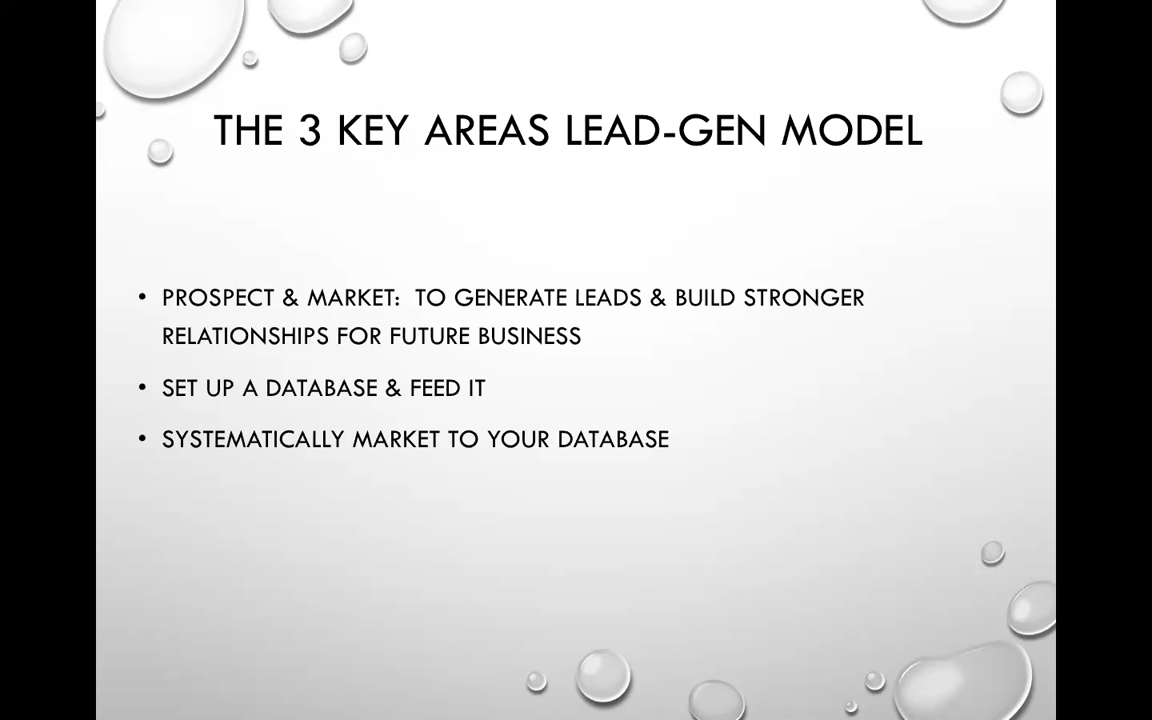 THE 3 KEY AREAS LEAD-GEN MODEL
• PROSPECT & MARKET:  TO GENERATE LEADS & BUILD STRONGER
RELATIONSHIPS FOR FUTURE BUSINESS
• SET UP A DATABASE & FEED IT
• SYSTEMATICALLY MARKET TO YOUR DATABASE